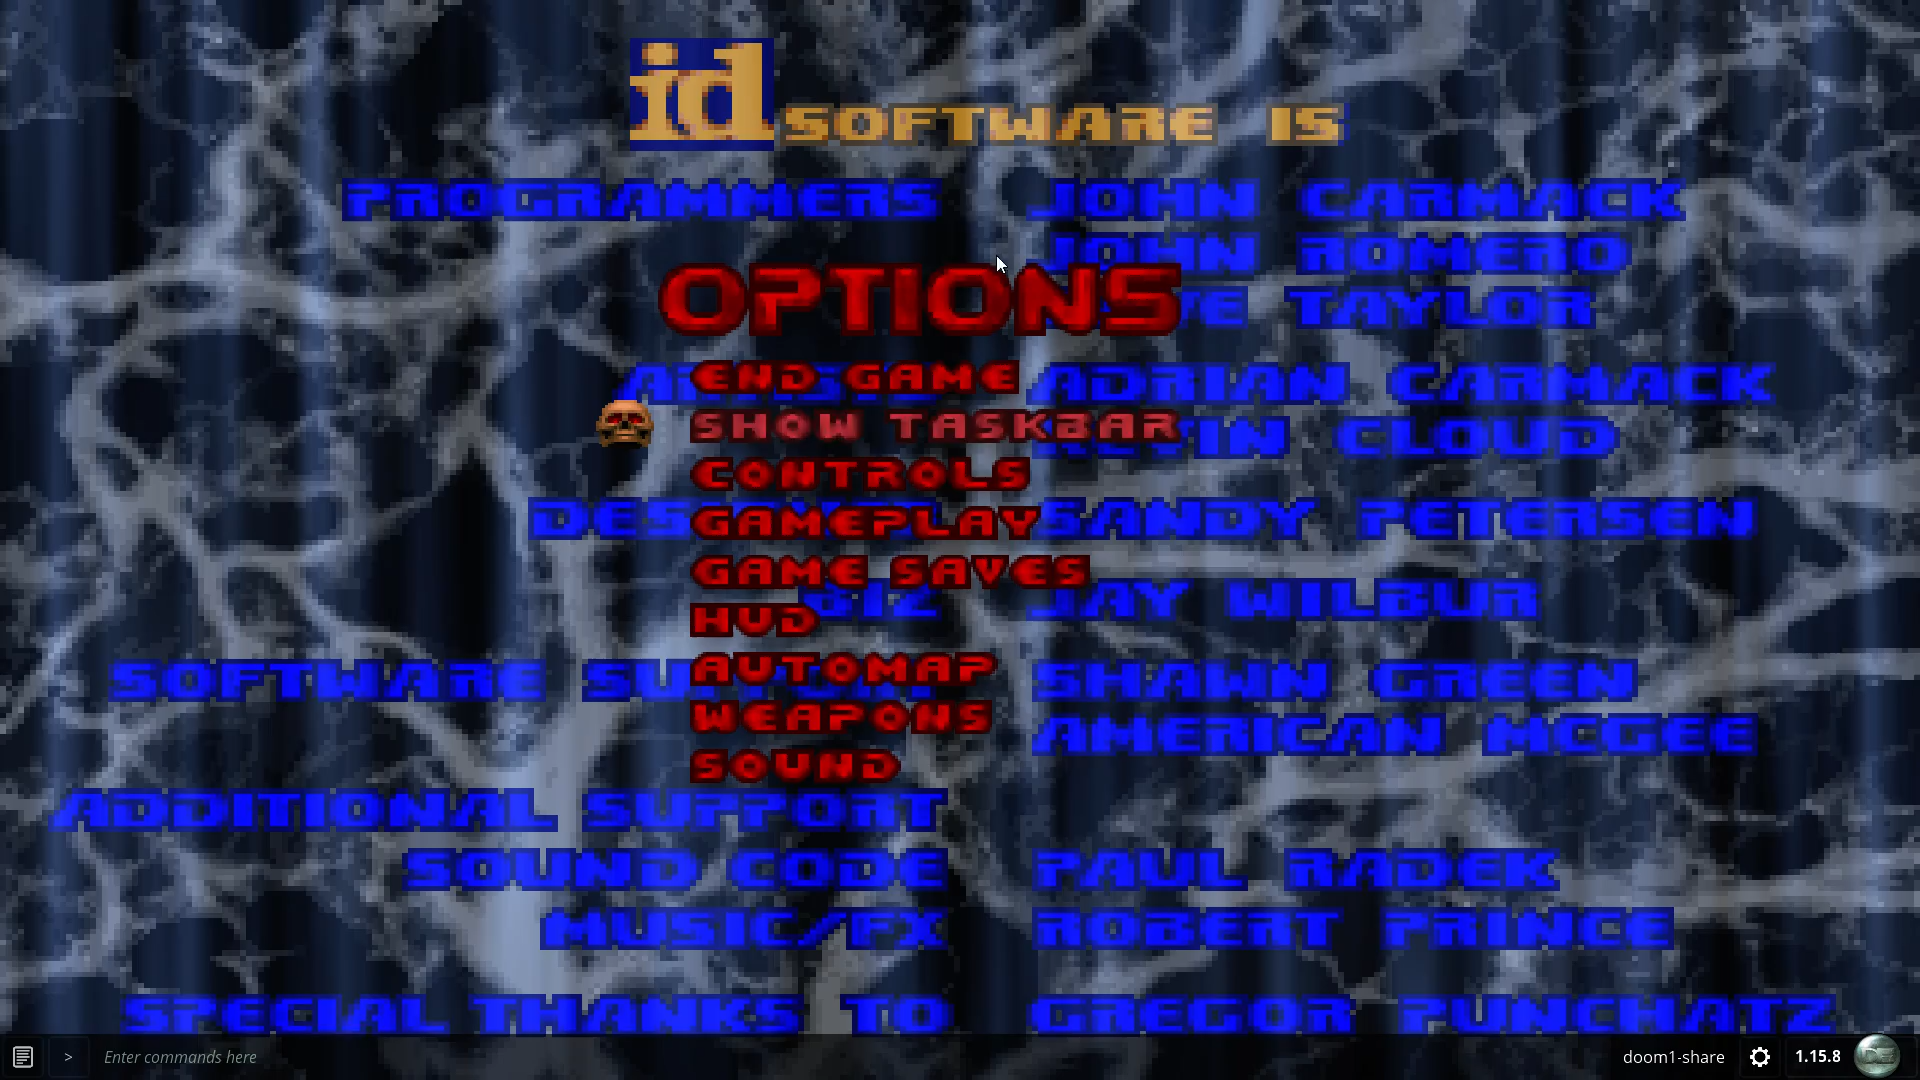 id SOFTWARE IS
PROGRAMMERS JOHN CARMACK
JOHN ROMERO
OPTIONS
TAYLOR
END GAME
ADRIAN CARMACK
SHOW TASKBAR
CLOUD
CONTROLS
GAMEPLAY
SANDY PETERSEN
GAME SAVES
BIZ JAY WILBUR
HUD
SOFTWARE
SHAWN GREEN
AUTOMAP
WEAPONS
AMERICAN MCGEE
SOUND
ADDITIONAL SUPPORT
SOUND CODE PAUL RADEK
MUSIC/FX ROBERT PRINCE
SPECIAL THANKS TO GREGOR PUNCHATZ
> Enter commands here doom1-share 1.15.8